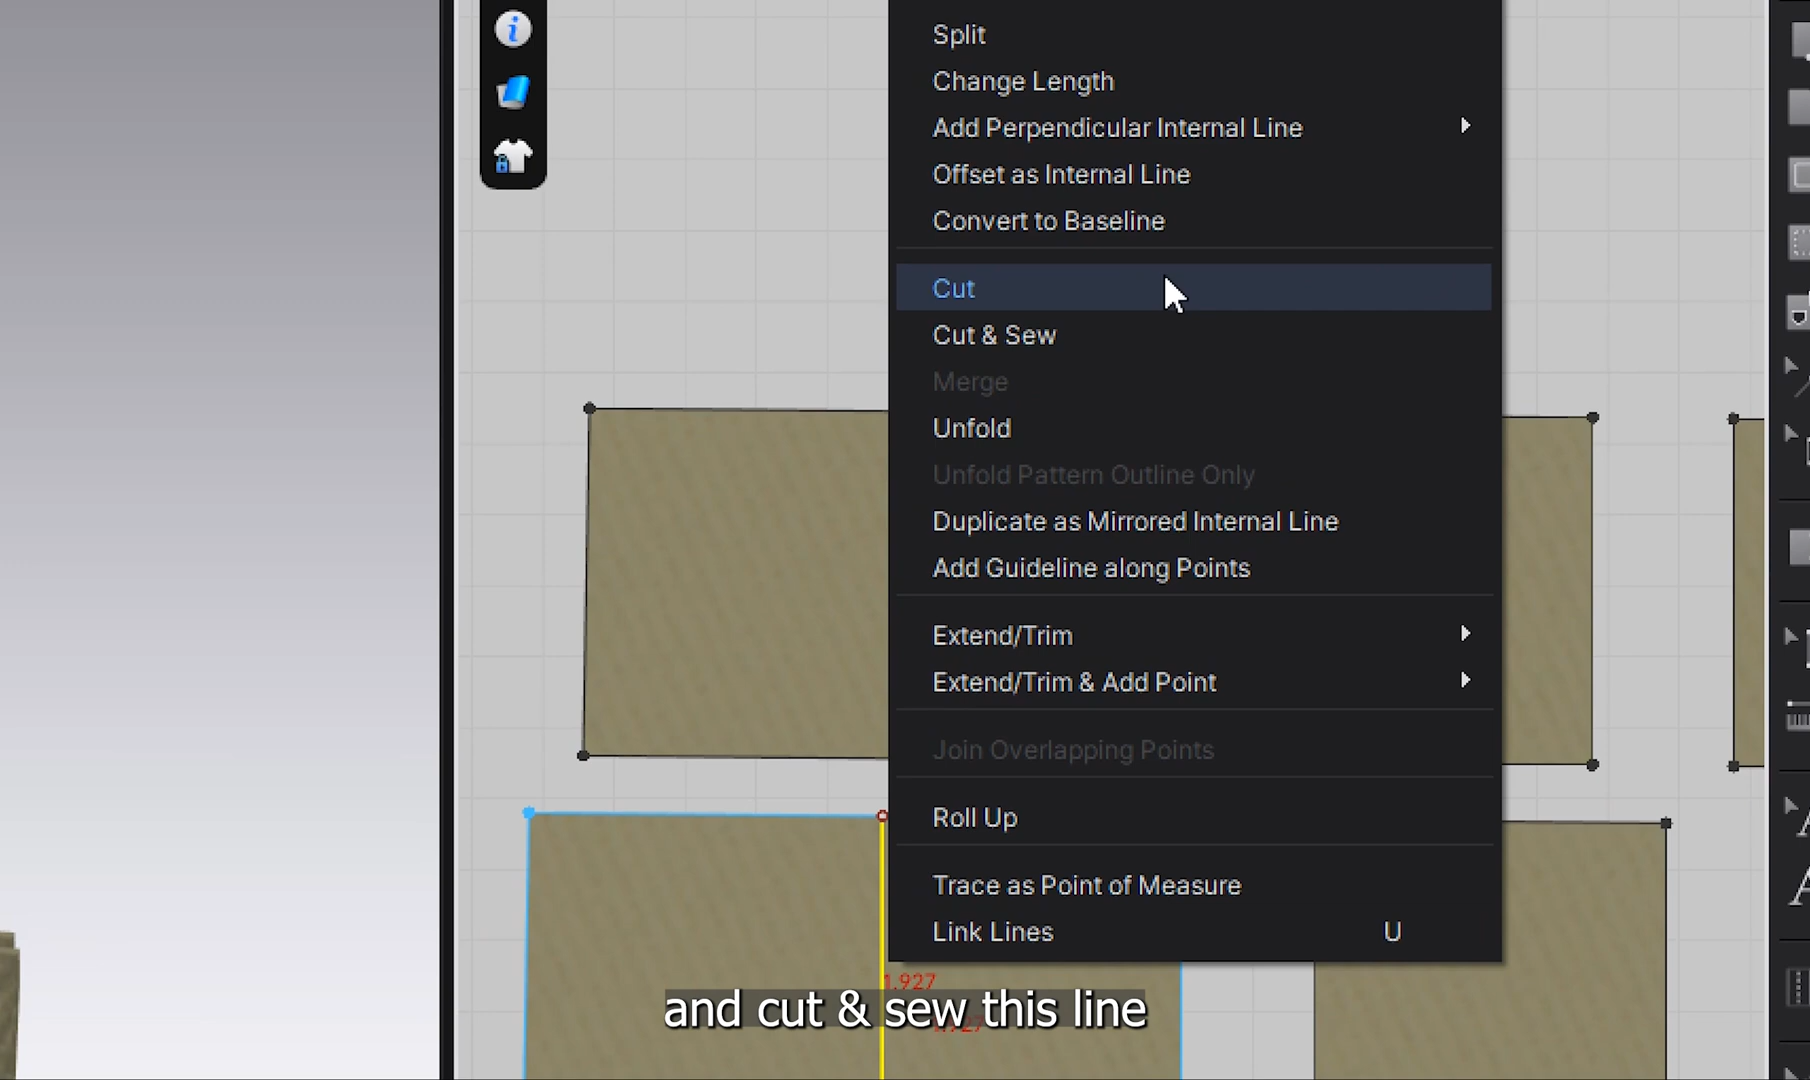 Split
Change Length
Add Perpendicular Internal Line
Offset as Internal Line
Convert to Baseline
Cut
Cut & Sew
Merge
Unfold
Unfold Pattern Outline Only
Duplicate as Mirrored Internal Line
Add Guideline along Points
Extend/Trim
Extend/Trim & Add Point
Join Overlapping Points
Roll Up
Trace as Point of Measure
Link Lines U
1.927
and cut & sew this line